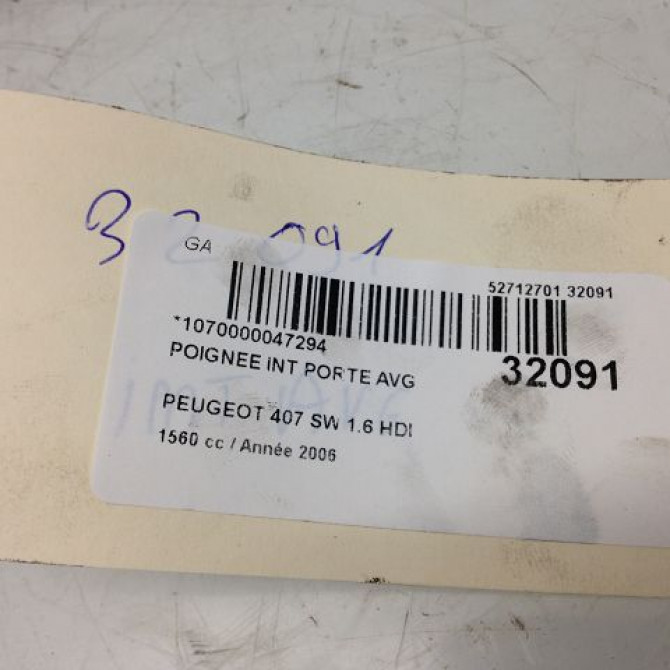 32091
GA
52712701 32091
*1070000047294
32091
POIGNEE INT PORTE AVG
PEUGEOT 407 SW 1.6 HDI
1560 cc / Année 2006